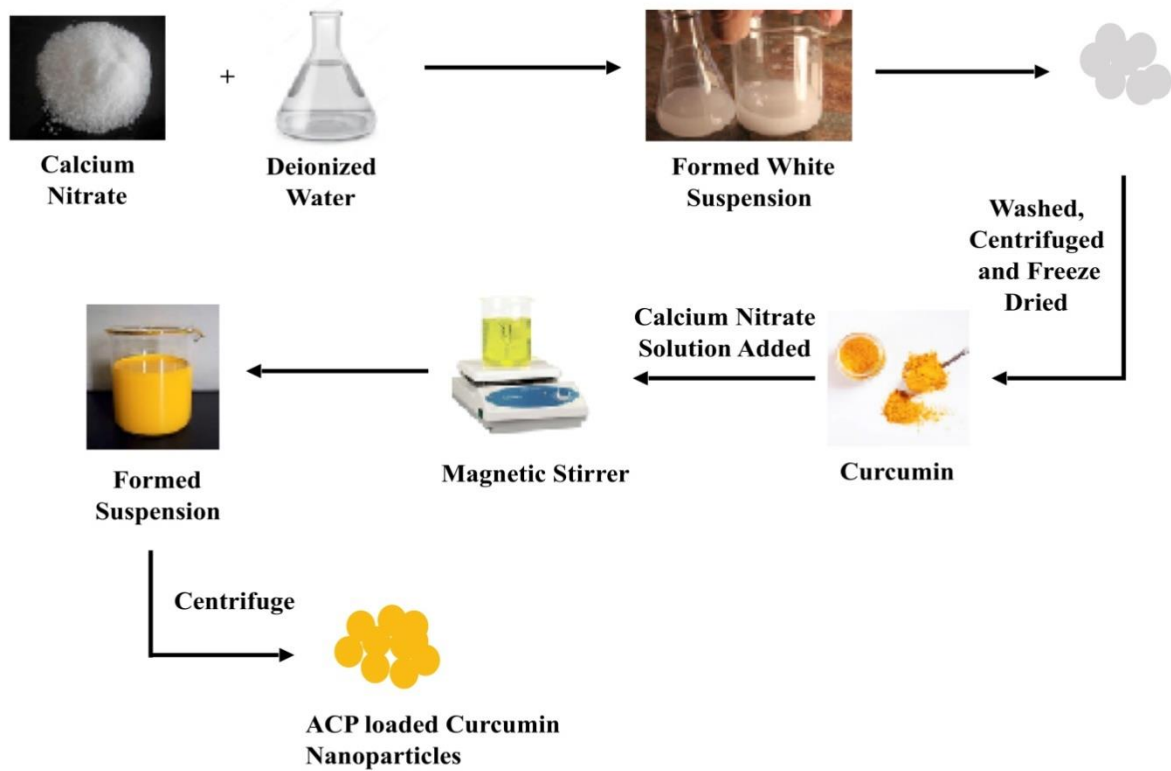 +
Calcium
Nitrate
Deionized
Water
Formed White
Suspension
Washed,
Centrifuged
and Freeze
Dried
Curcumin
Calcium Nitrate
Solution Added
Magnetic Stirrer
Formed
Suspension
Centrifuge
ACP loaded Curcumin
Nanoparticles